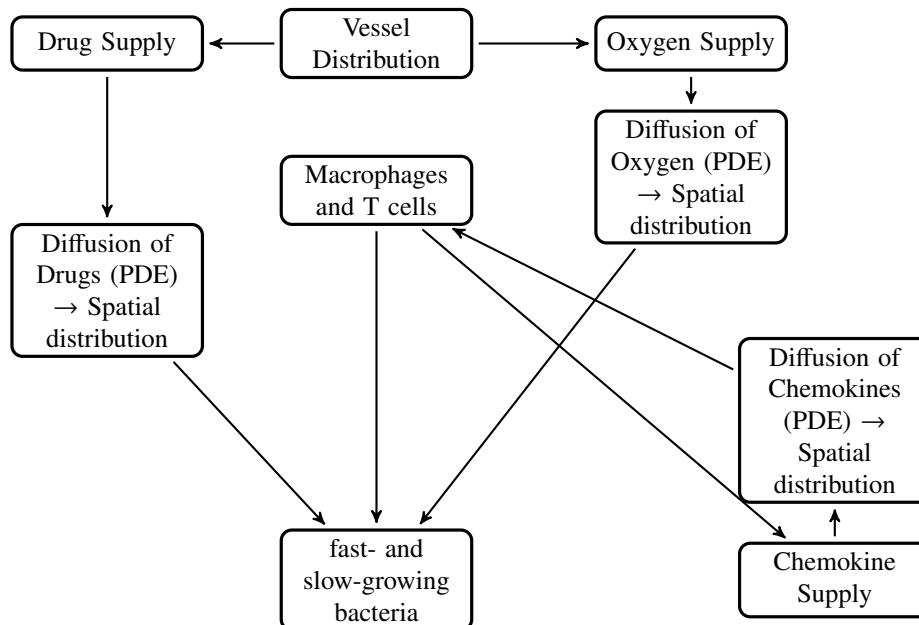 Drug Supply
Vessel
Distribution
Oxygen Supply
Diffusion of
Oxygen (PDE)
→ Spatial
distribution
Macrophages
and T cells
Diffusion of
Drugs (PDE)
→ Spatial
distribution
Diffusion of
Chemokines
(PDE) →
Spatial
distribution
fast- and
slow-growing
bacteria
Chemokine
Supply